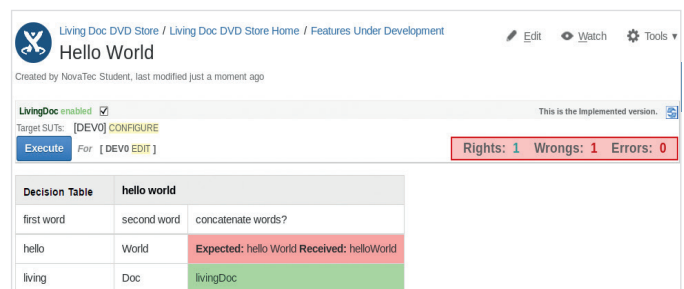 Living Doc DVD Store / Living Doc DVD Store Home / Features Under Development
Edit Watch Tools
Hello World
Created by NovaTec Student, last modified just a moment ago
LivingDoc enabled This is the Implemented version.
Target SUTs: [DEV0] CONFIGURE
Execute For [ DEV0 EDIT ] Rights: 1 Wrongs: 1 Errors: 0
Decision Table hello world
first word second word concatenate words?
hello World Expected: hello World Received: helloWorld
living Doc livingDoc